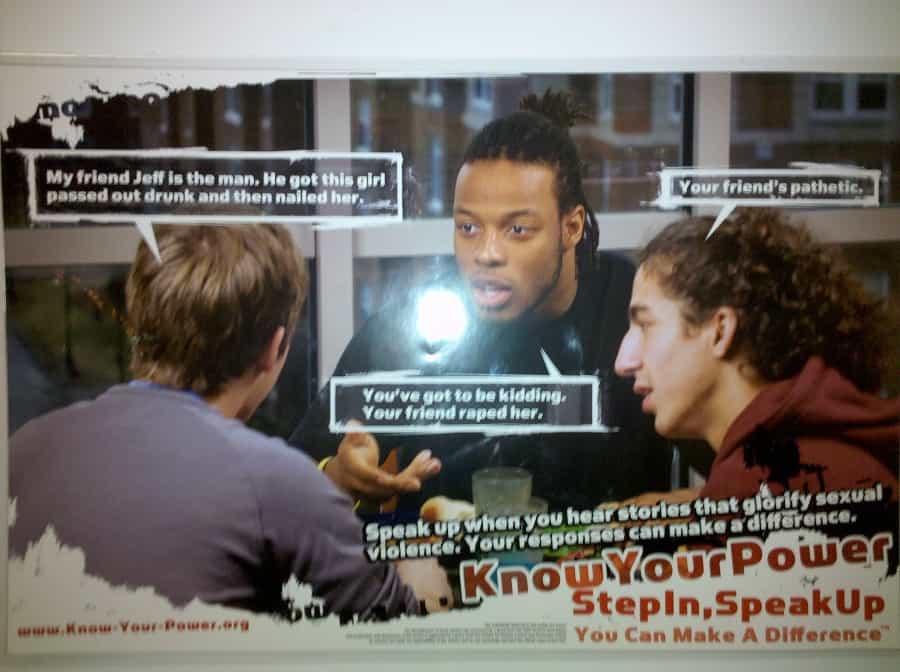 My friend Jeff is the man. He got this girl
passed out drunk and then nailed her.
Your friend's pathetic.
You've got to be kidding.
Your friend raped her.
Speak up when you hear stories that glorify sexual
violence. Your responses can make a difference.
KnowYourPower
StepIn,SpeakUp
You Can Make A Difference™
www.Know-Your-Power.org